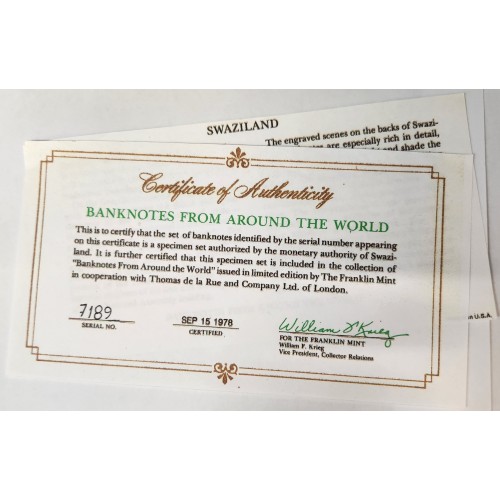 SWAZILAND
The engraved scenes on the backs of Swazi-
are especially rich in detail,
and shade the
Certificate of Authenticity
BANKNOTES FROM AROUND THE WORLD
This is to certify that the set of banknotes identified by the serial number appearing
on this certificate is a specimen set authorized by the monetary authority of Swazi-
land. It is further certified that this specimen set is included in the collection of
"Banknotes From Around the World" issued in limited edition by The Franklin Mint
in cooperation with Thomas de la Rue and Company Ltd. of London.
7189
SERIAL NO.
SEP 15 1978
CERTIFIED
William F Krieg
FOR THE FRANKLIN MINT
William F. Krieg
Vice President, Collector Relations
in U.S.A.